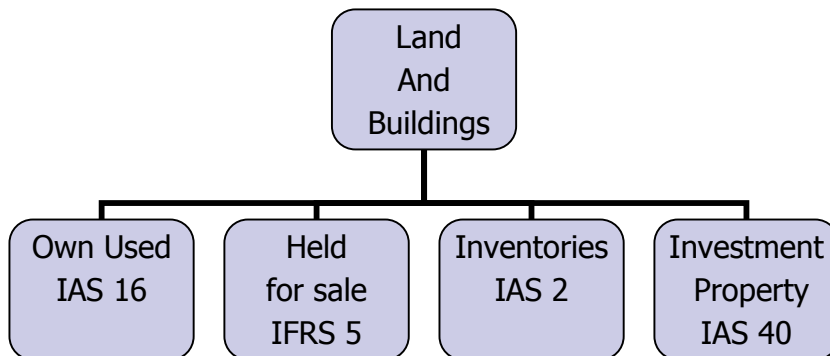 Land
And
Buildings
Own Used
IAS 16
Held
for sale
IFRS 5
Inventories
IAS 2
Investment
Property
IAS 40